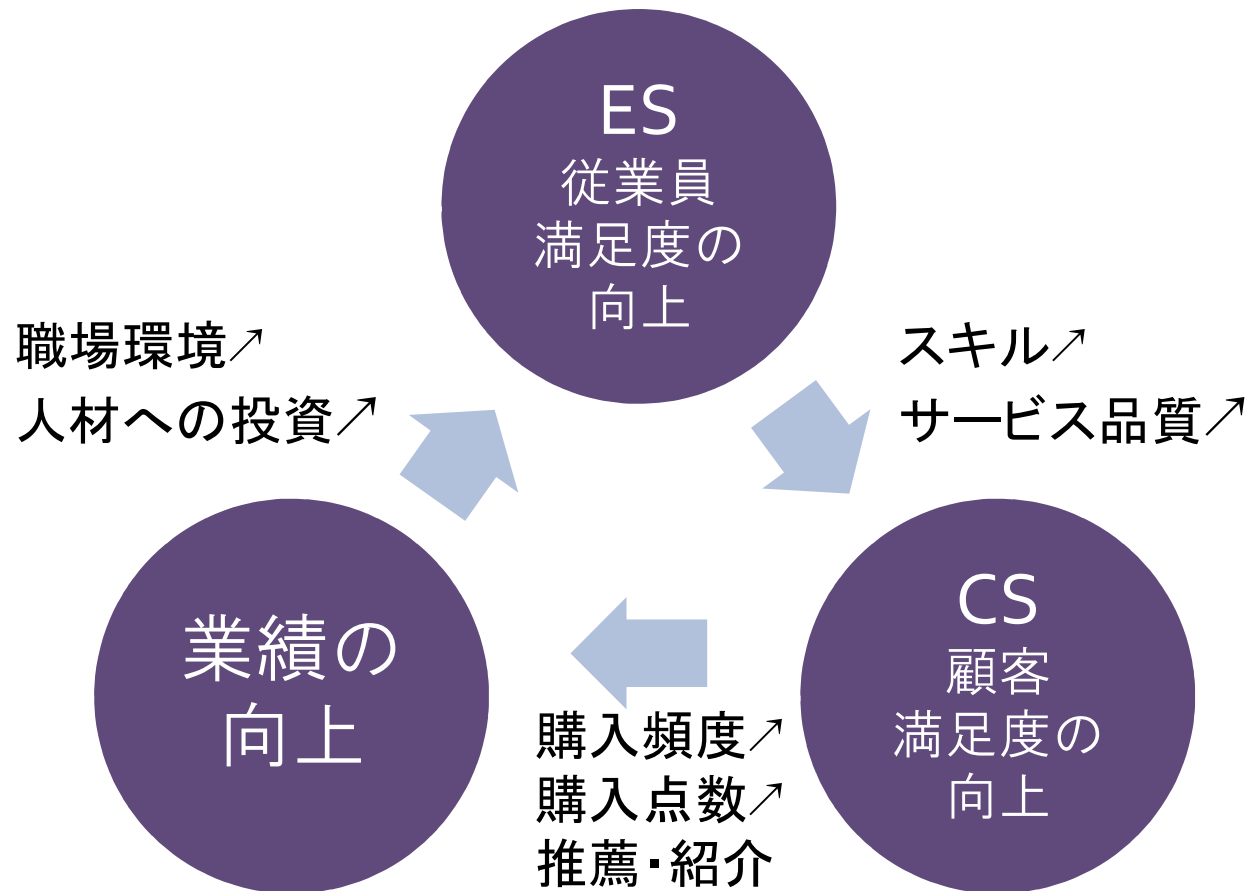 ES
従業員
満足度の
向上
職場環境↗
人材への投資↗
スキル↗
サービス品質↗
業績の
向上
購入頻度↗
購入点数↗
推薦・紹介
CS
顧客
満足度の
向上